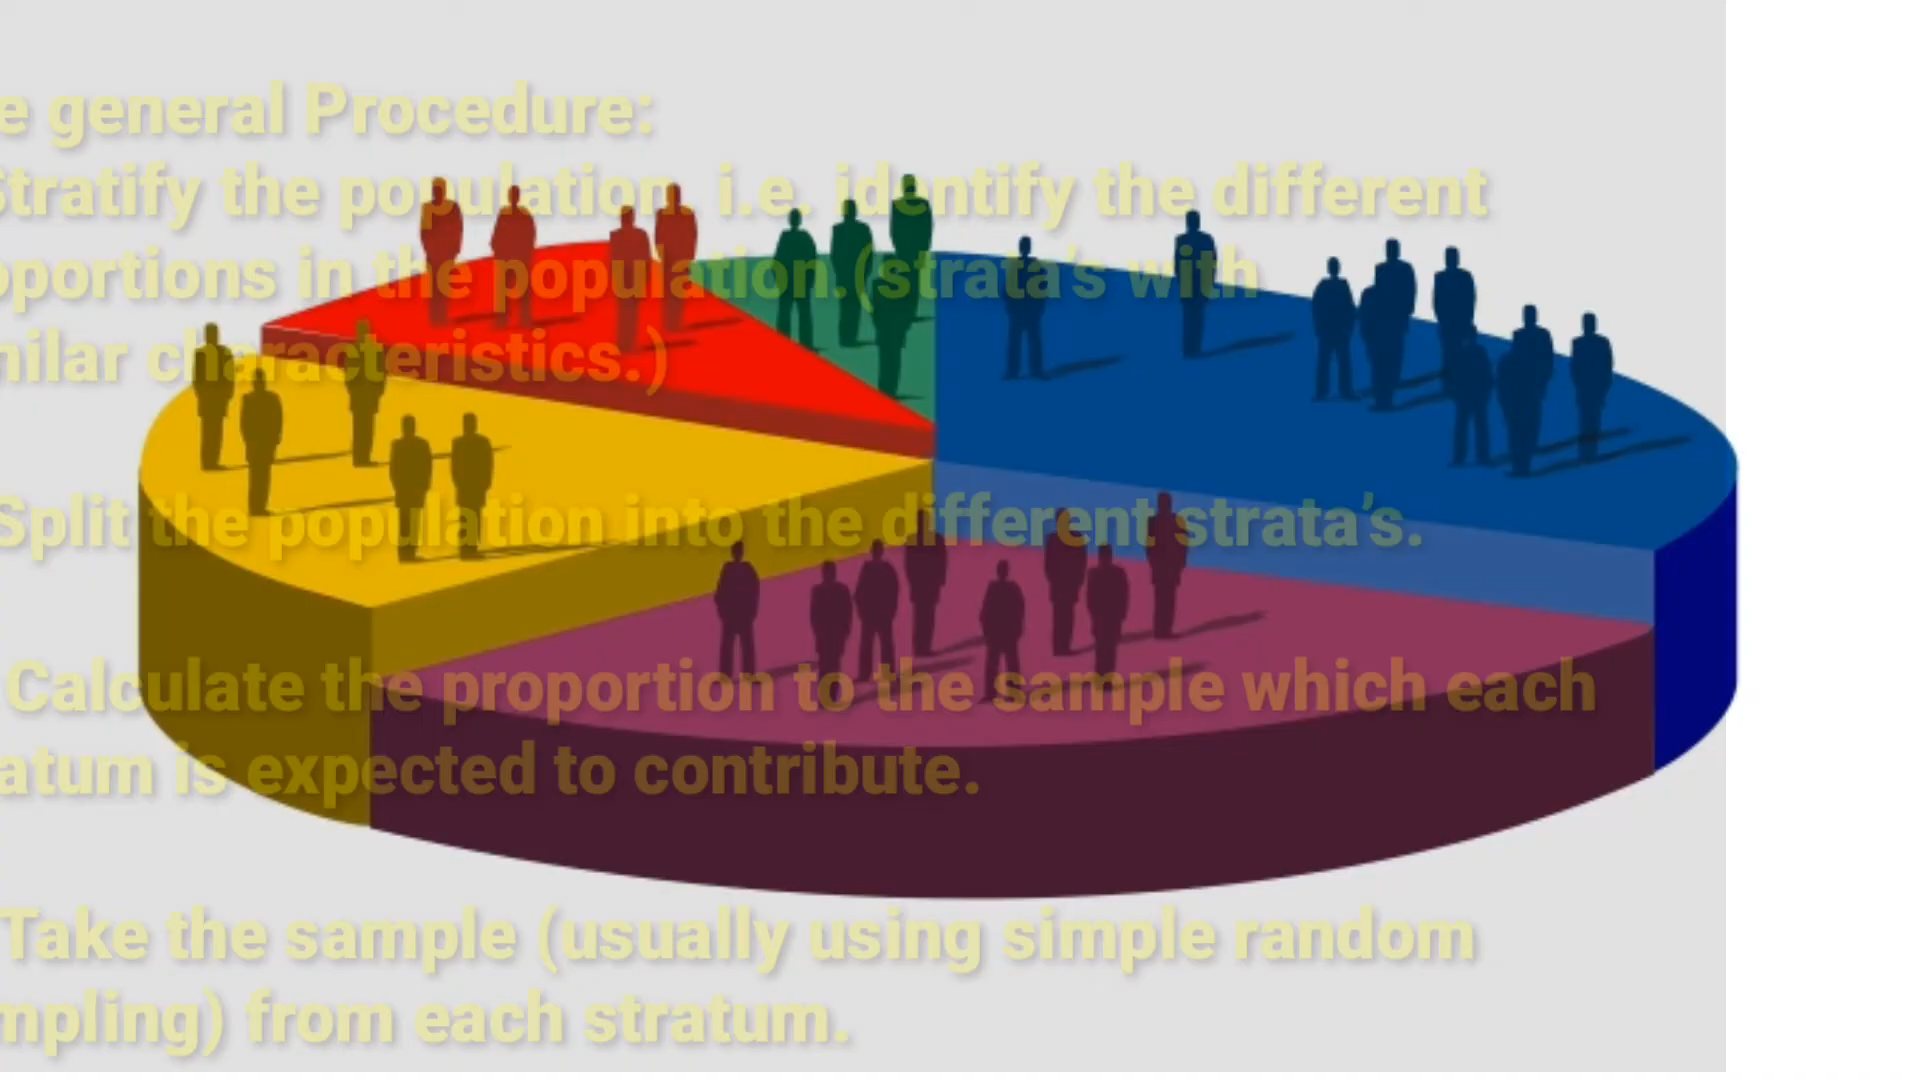 e general Procedure:
Stratify the population, i.e. identify the different
oportions in the population.(strata's with
milar characteristics.)
Split the population into the different strata's.
Calculate the proportion to the sample which each
atum is expected to contribute.
Take the sample (usually using simple random
mpling) from each stratum.